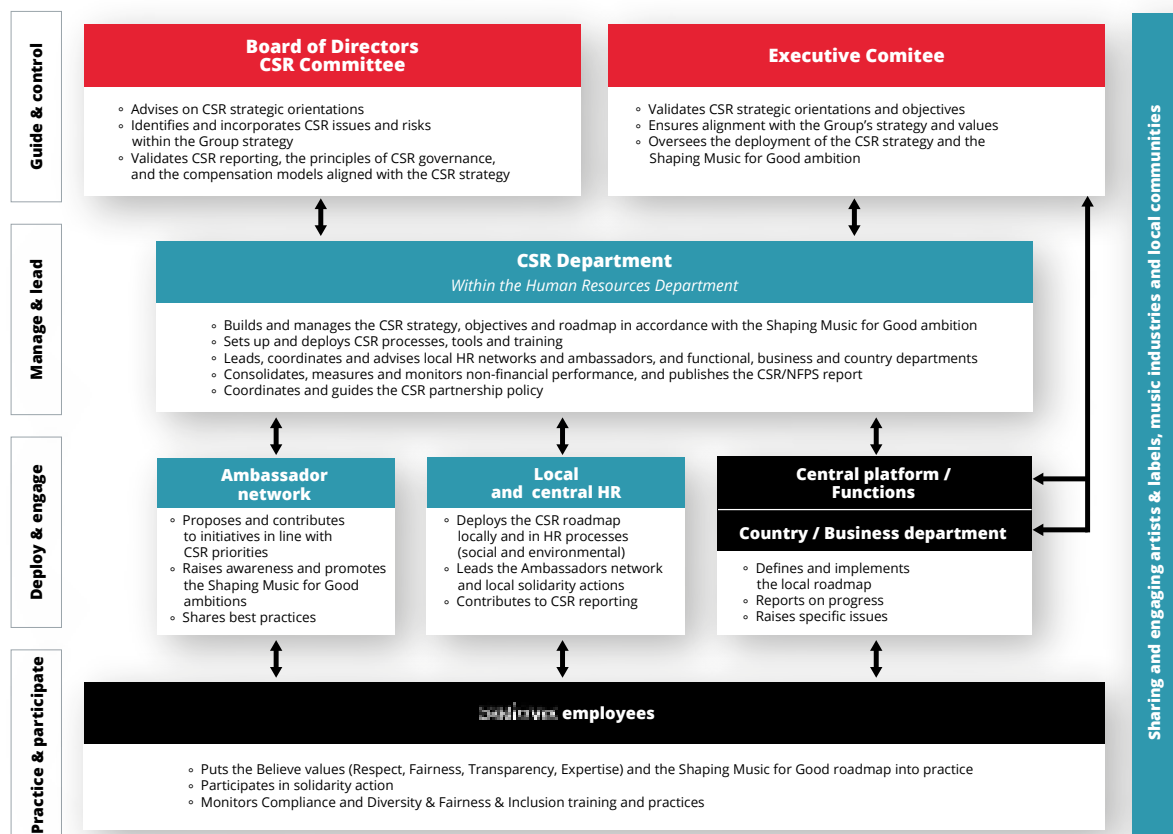 Guide & control
Board of Directors
CSR Committee
Advises on CSR strategic orientations
Identifies and incorporates CSR issues and risks
within the Group strategy
Validates CSR reporting, the principles of CSR governance,
and the compensation models aligned with the CSR strategy
Executive Comitee
Validates CSR strategic orientations and objectives
Ensures alignment with the Group's strategy and values
Oversees the deployment of the CSR strategy and the
Shaping Music for Good ambition
Manage & lead
CSR Department
Within the Human Resources Department
Builds and manages the CSR strategy, objectives and roadmap in accordance with the Shaping Music for Good ambition
Sets up and deploys CSR processes, tools and training
Leads, coordinates and advises local HR networks and ambassadors, and functional, business and country departments
Consolidates, measures and monitors non-financial performance, and publishes the CSR/NFPS report
Coordinates and guides the CSR partnership policy
Deploy & engage
Ambassador
network
Proposes and contributes
to initiatives in line with
CSR priorities
Raises awareness and promotes
the Shaping Music for Good
ambitions
Shares best practices
Local
and central HR
Deploys the CSR roadmap
locally and in HR processes
(social and environmental)
Leads the Ambassadors network
and local solidarity actions
Contributes to CSR reporting
Central platform /
Functions
Country / Business department
Defines and implements
the local roadmap
Reports on progress
Raises specific issues
Practice & participate
employees
Puts the Believe values (Respect, Fairness, Transparency, Expertise) and the Shaping Music for Good roadmap into practice
Participates in solidarity action
Monitors Compliance and Diversity & Fairness & Inclusion training and practices
Sharing and engaging artists & labels, music industries and local communities